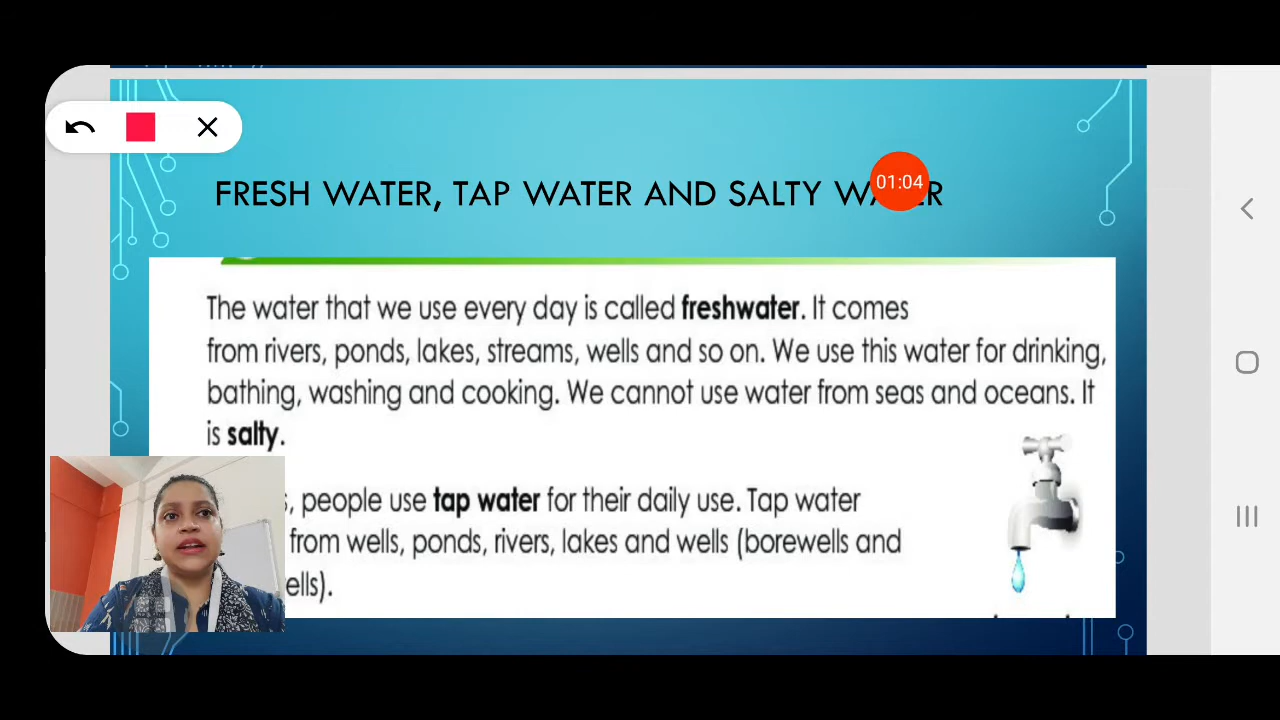 FRESH WATER, TAP WATER AND SALTY
01:04
The water that we use every day is called freshwater. It comes
from rivers, ponds, lakes, streams, wells and so on. We use this water for drinking,
bathing, washing and cooking. We cannot use water from seas and oceans. It
is salty.
people use tap water for their daily use. Tap water
from wells, ponds, rivers, lakes and wells (borewells and